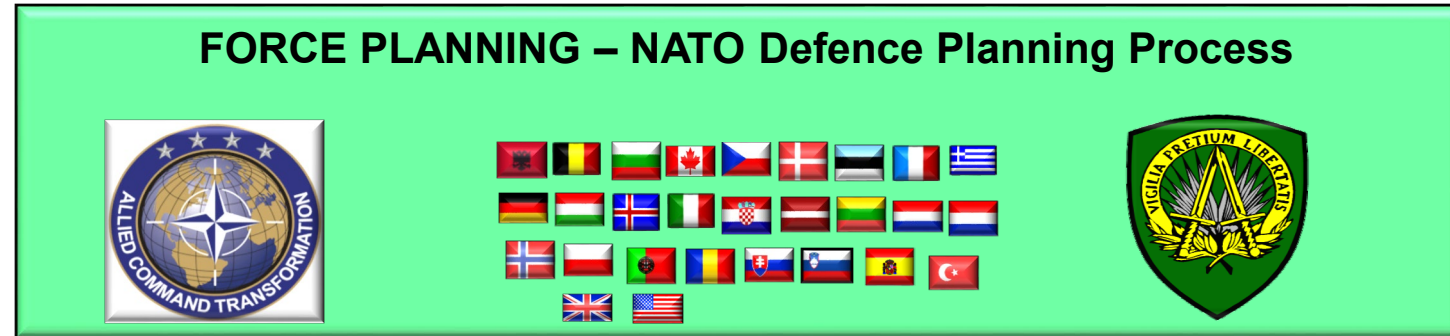 FORCE PLANNING – NATO Defence Planning Process
ALLIED COMMAND TRANSFORMATION
VIGILIA PRETIUM LIBERTATIS